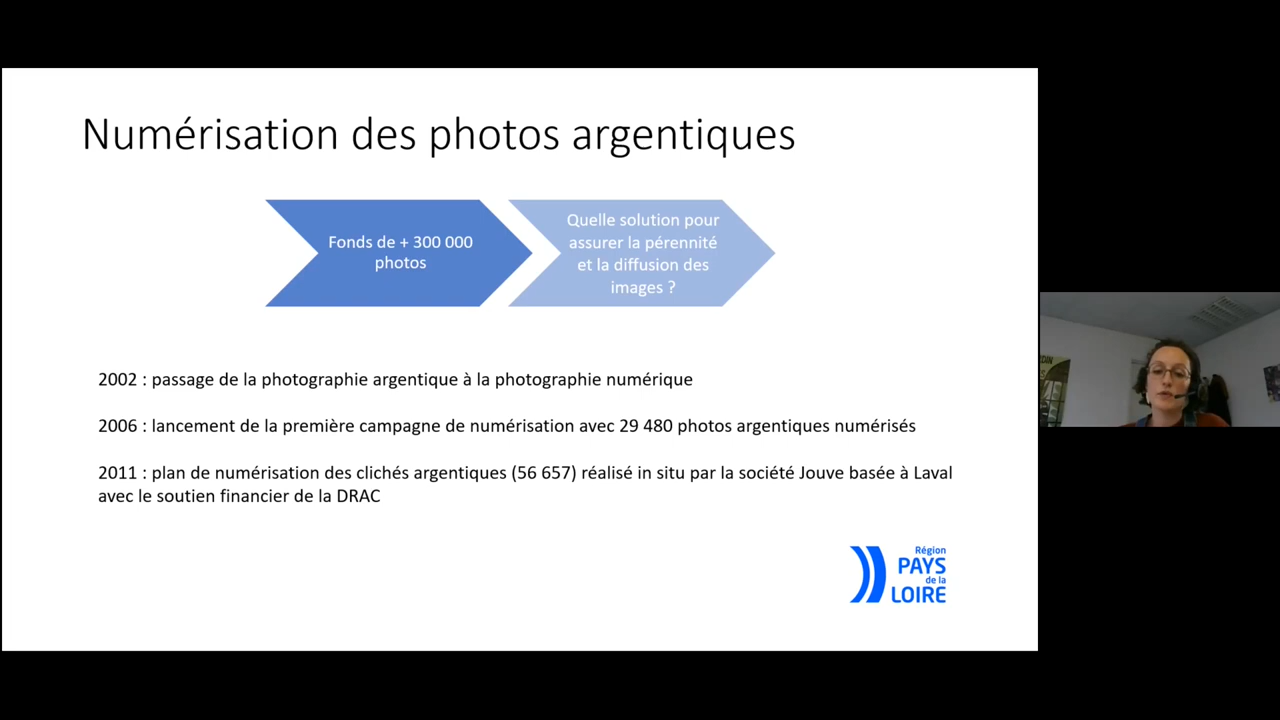 Numérisation des photos argentiques
Fonds de + 300 000
photos
Quelle solution pour
assurer la pérennité
et la diffusion des
images ?
2002 : passage de la photographie argentique à la photographie numérique
2006 : lancement de la première campagne de numérisation avec 29 480 photos argentiques numérisés
2011 : plan de numérisation des clichés argentiques (56 657) réalisé in situ par la société Jouve basée à Laval
avec le soutien financier de la DRAC
Région
PAYS
de la
LOIRE